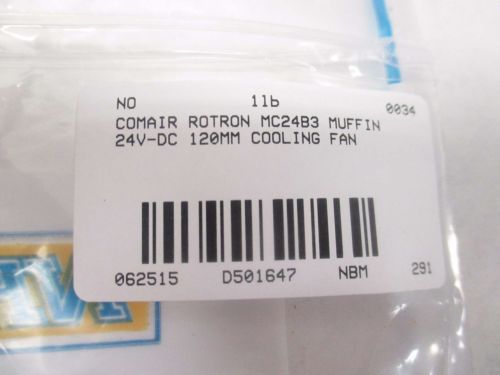 NO 1lb 0034
COMAIR ROTRON MC24B3 MUFFIN
24V-DC 120MM COOLING FAN
062515 D501647 NBM 291